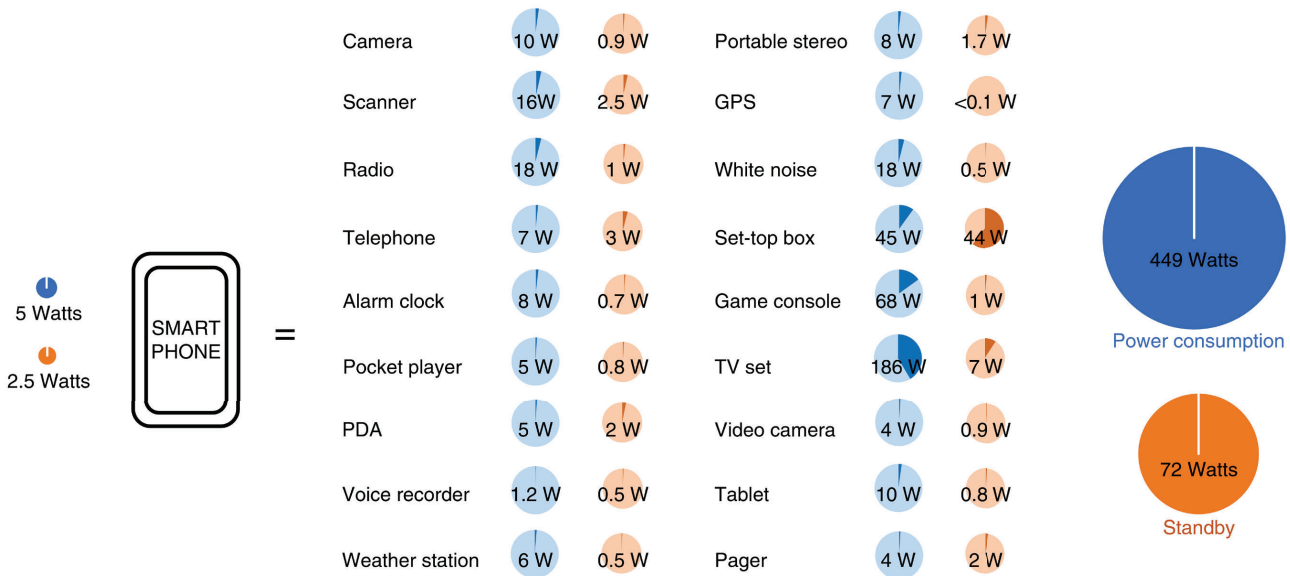 Camera 10 W 0.9 W Portable stereo 8 W 1.7 W
Scanner 16W 2.5 W GPS 7 W <0.1 W
Radio 18 W 1 W White noise 18 W 0.5 W
Telephone 7 W 3 W Set-top box 45 W 44 W
449 Watts
5 Watts
SMART
PHONE
=
Alarm clock 8 W 0.7 W Game console 68 W 1 W
Power consumption
2.5 Watts
Pocket player 5 W 0.8 W TV set 186 W 7 W
PDA 5 W 2 W Video camera 4 W 0.9 W
72 Watts
Voice recorder 1.2 W 0.5 W Tablet 10 W 0.8 W
Standby
Weather station 6 W 0.5 W Pager 4 W 2 W